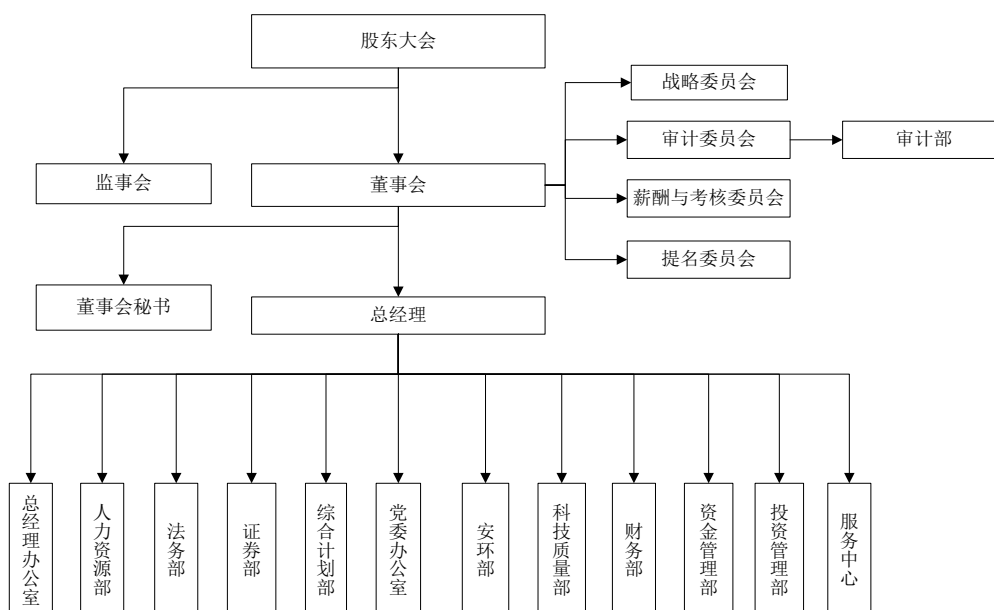 股东大会
战略委员会
审计委员会
审计部
监事会
董事会
薪酬与考核委员会
提名委员会
董事会秘书
总经理
总经理办公室
人力资源部
法务部
证券部
综合计划部
党委办公室
安环部
科技质量部
财务部
资金管理部
投资管理部
服务中心